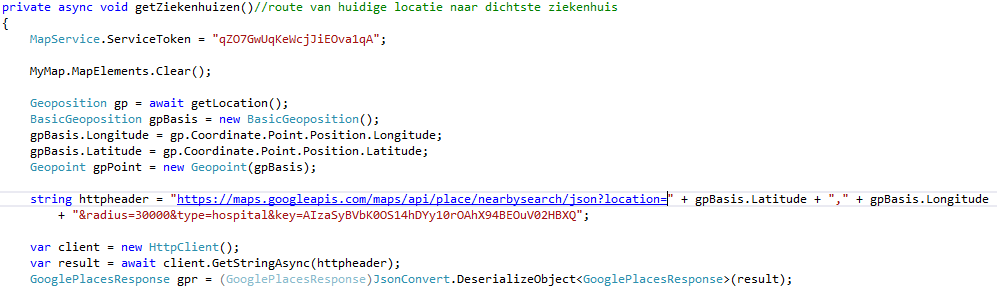 private async void getZiekenhuizen()//route van huidige locatie naar dichtste ziekenhuis
{
MapService.ServiceToken = "qZO7GwUqKeWcjJiEOva1qA";
MyMap.MapElements.Clear();
Geoposition gp = await getLocation();
BasicGeoposition gpBasis = new BasicGeoposition();
gpBasis.Longitude = gp.Coordinate.Point.Position.Longitude;
gpBasis.Latitude = gp.Coordinate.Point.Position.Latitude;
Geopoint gpPoint = new Geopoint(gpBasis);
string httpheader = "https://maps.googleapis.com/maps/api/place/nearbysearch/json?location=" + gpBasis.Latitude + "," + gpBasis.Longitude
+ "&radius=30000&type=hospital&key=AIzaSyBVbK0OS14hDYy10rOAhX94BEOuV02HBXQ";
var client = new HttpClient();
var result = await client.GetStringAsync(httpheader);
GooglePlacesResponse gpr = (GooglePlacesResponse)JsonConvert.DeserializeObject<GooglePlacesResponse>(result);